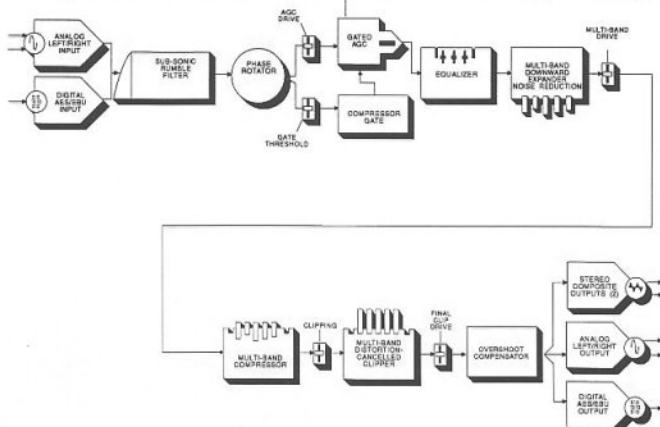 ANALOG
LEFT/RIGHT
INPUT
DIGITAL
AES/EBU
INPUT
SUB-SONIC
RUMBLE
FILTER
PHASE
ROTATOR
AGC
DRIVE
GATE
THRESHOLD
GATED
AGC
COMPRESSOR
GATE
EQUALIZER
MULTI-BAND
DOWNWARD
EXPANDER
NOISE REDUCTION
MULTI-BAND
DRIVE
MULTI-BAND
COMPRESSOR
CLIPPING
MULTI-BAND
DISTORTION-
CANCELLED
CLIPPER
FINAL
CLIP
DRIVE
OVERSHOOT
COMPENSATOR
STEREO
COMPOSITE
OUTPUTS (2)
ANALOG
LEFT/RIGHT
OUTPUT
DIGITAL
AES/EBU
OUTPUT